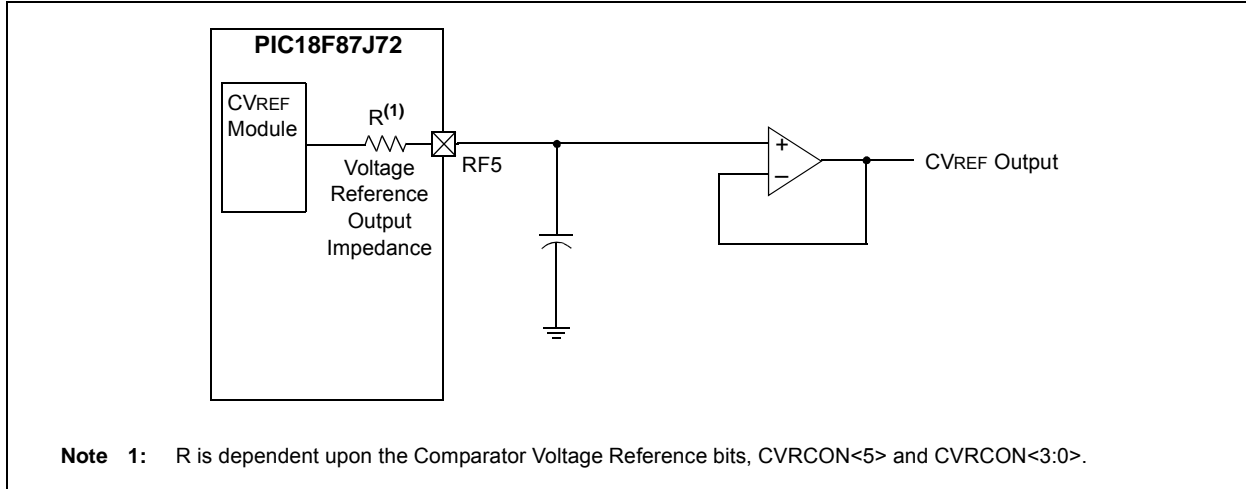 PIC18F87J72
CVREF
Module
R(1)
Voltage
Reference
Output
Impedance
RF5
+
–
CVREF Output
Note 1: R is dependent upon the Comparator Voltage Reference bits, CVRCON<5> and CVRCON<3:0>.